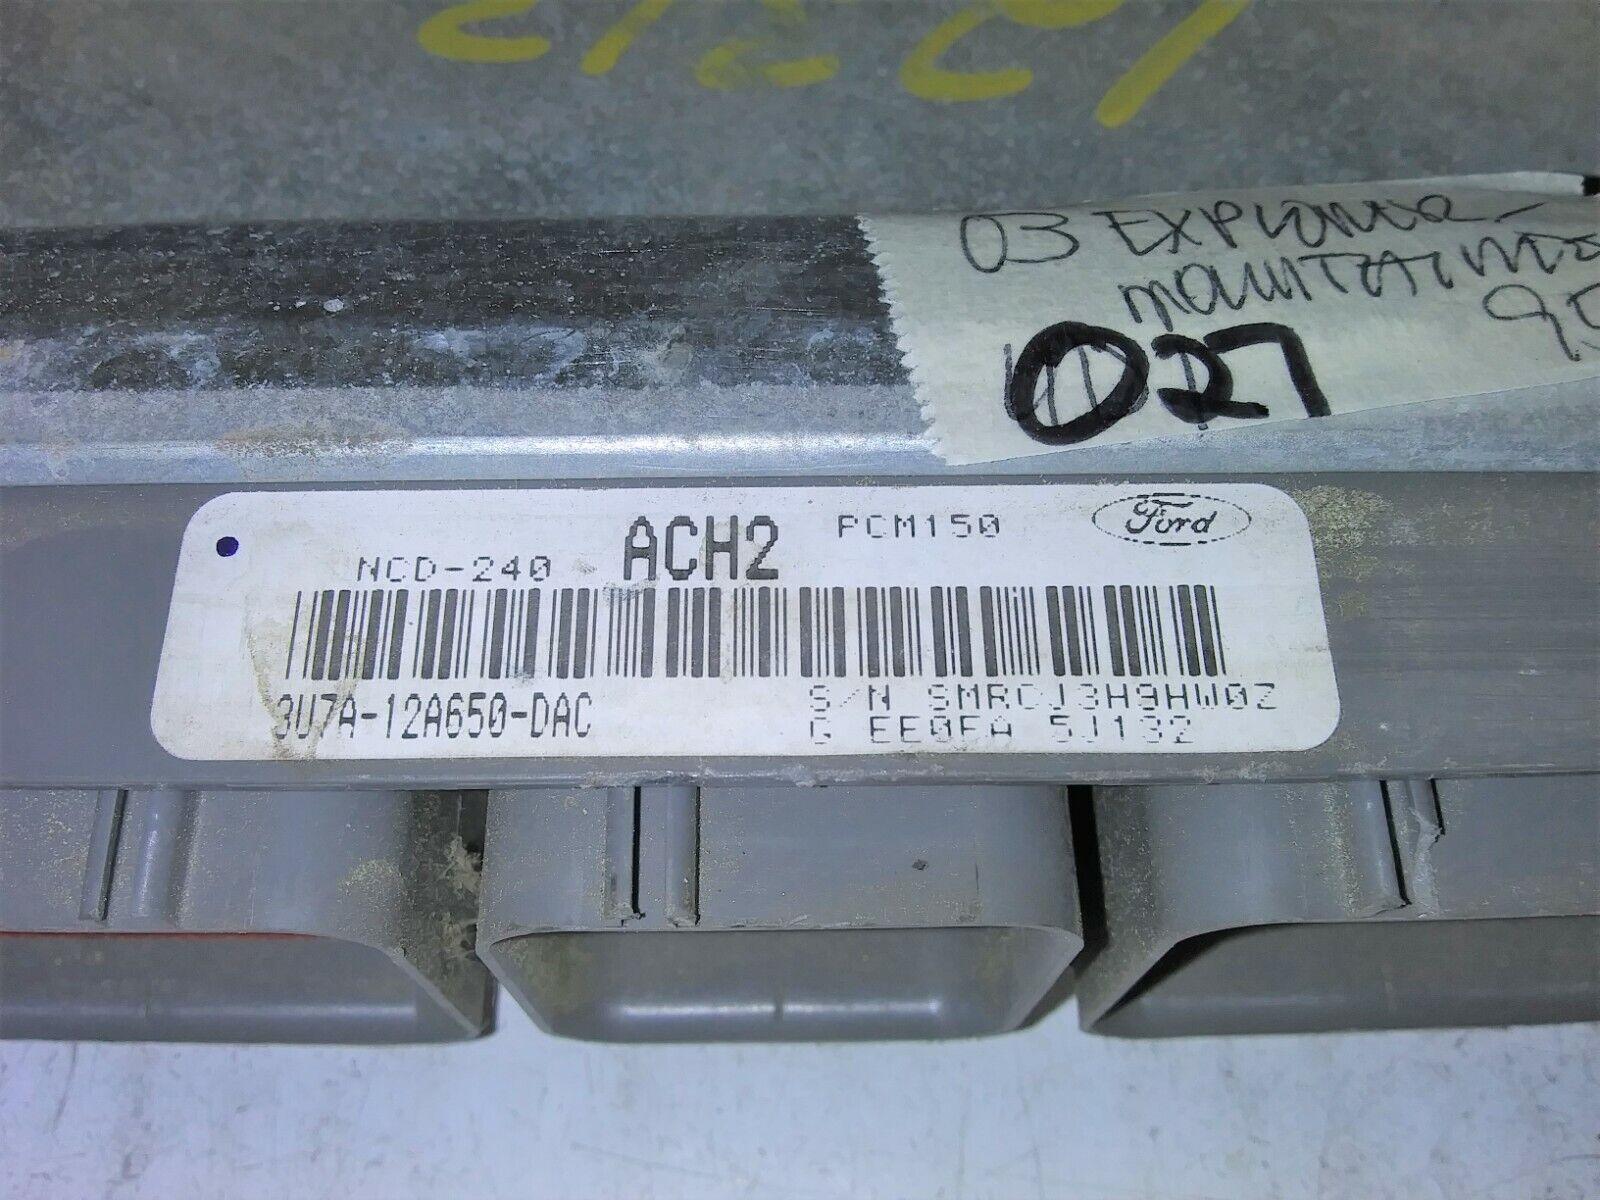 03 EXPLORER-
MOUNTAINEER
027
ACH2
PCM150
Ford
NCD-240
3U7A-12A650-DAC
S/N SMRCJ3H9HW0Z
G EE0FA 5J132